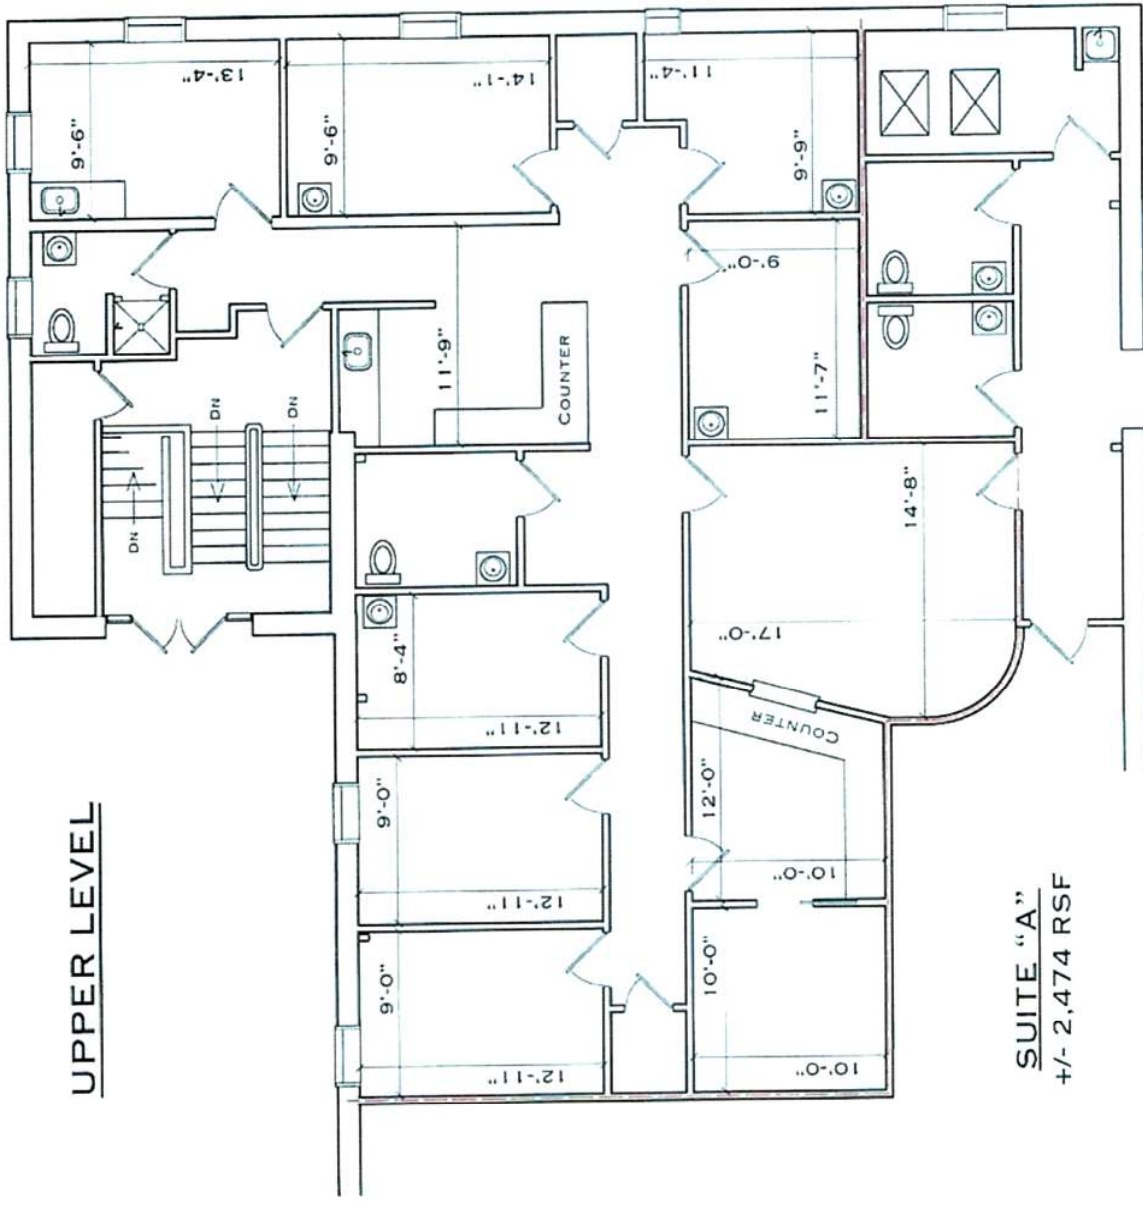 UPPER LEVEL
SUITE "A"
+/- 2,474 RSF
13'-4"
9'-6"
14'-1"
9'-6"
11'-4"
9'-9"
9'-0"
11'-7"
11'-9"
COUNTER
DN
DN
DN
14'-8"
17'-0"
8'-4"
12'-11"
COUNTER
12'-0"
10'-0"
9'-0"
12'-11"
9'-0"
12'-11"
10'-0"
10'-0"